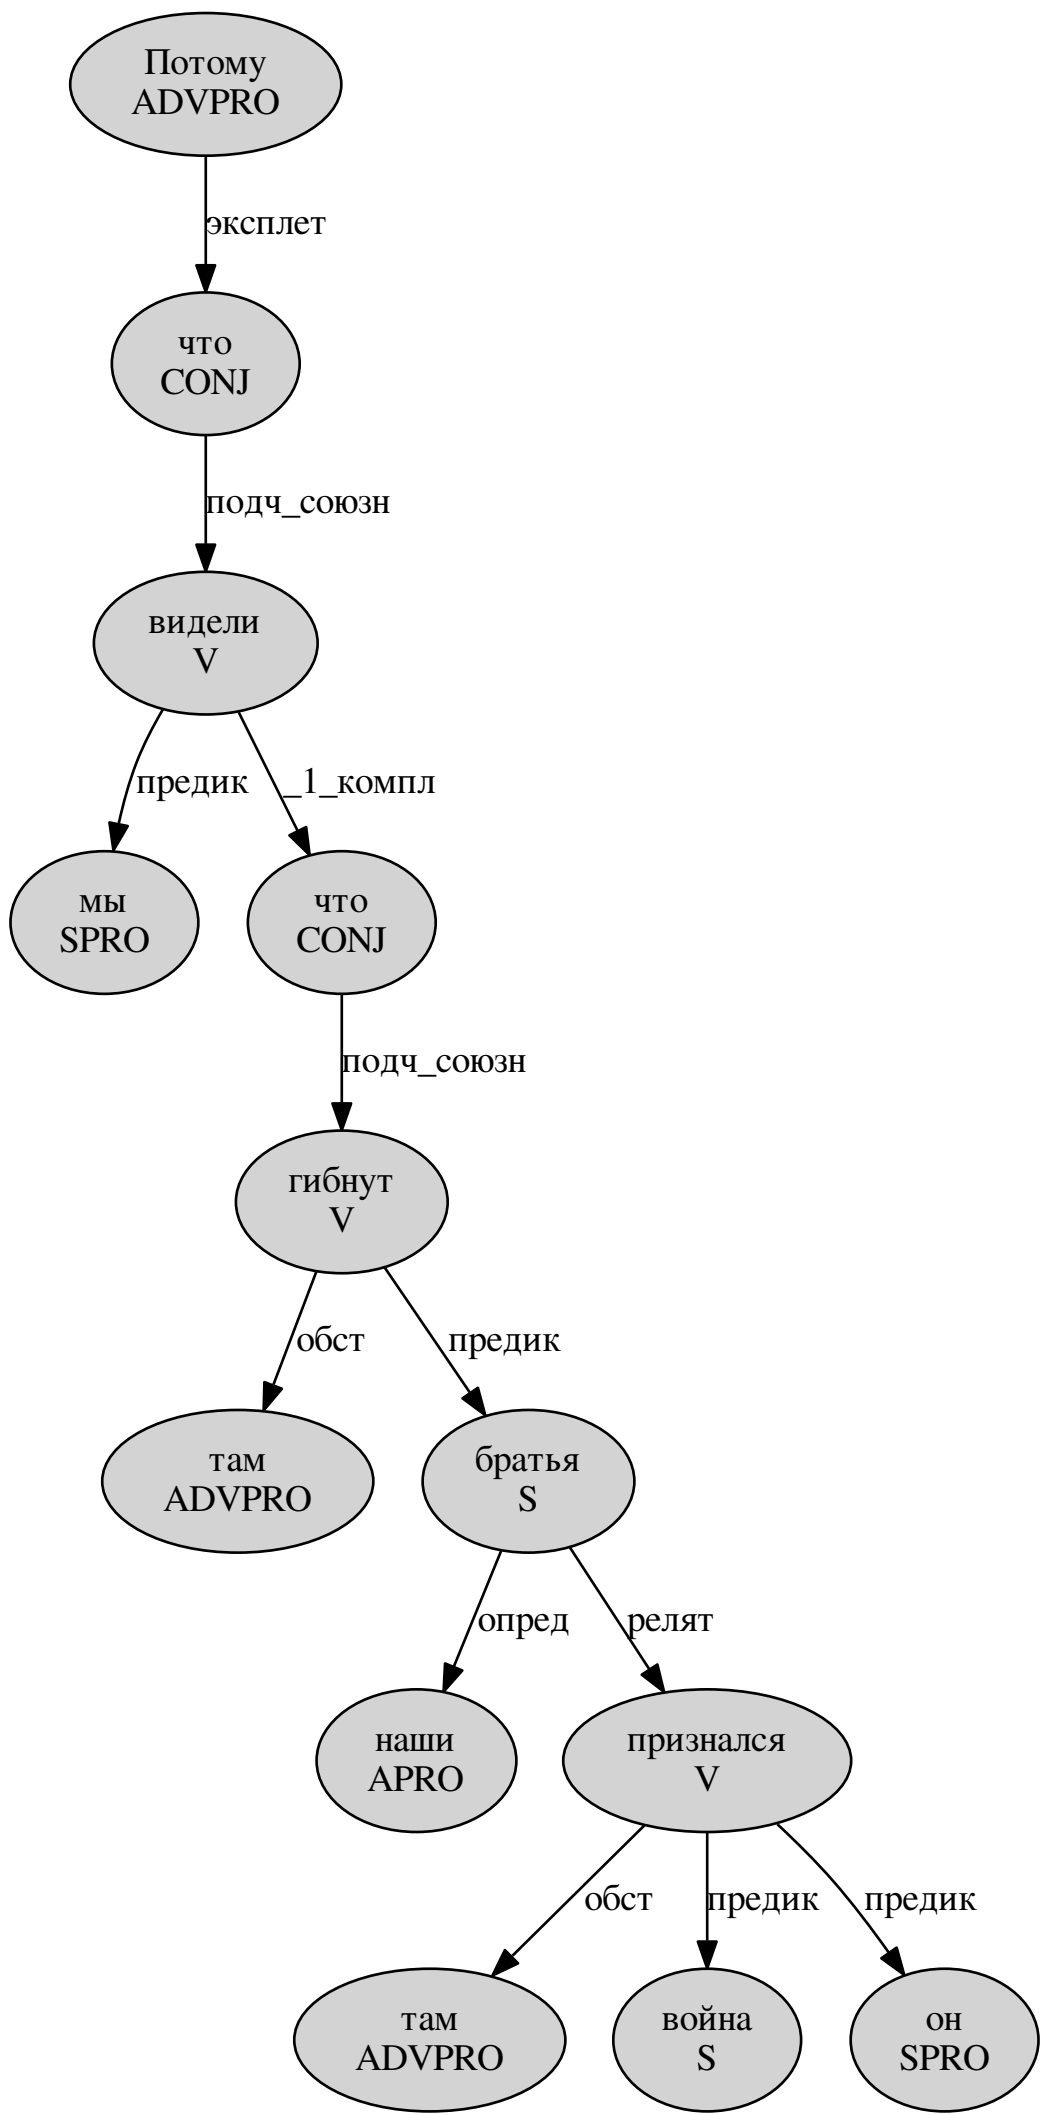 Потому
ADVPRO
эксплет
что
CONJ
подч_союзн
видели
V
предик
_1_компл
мы
SPRO
что
CONJ
подч_союзн
гибнут
V
обст
предик
там
ADVPRO
братья
S
опред
релят
наши
APRO
признался
V
обст
предик
предик
там
ADVPRO
война
S
он
SPRO